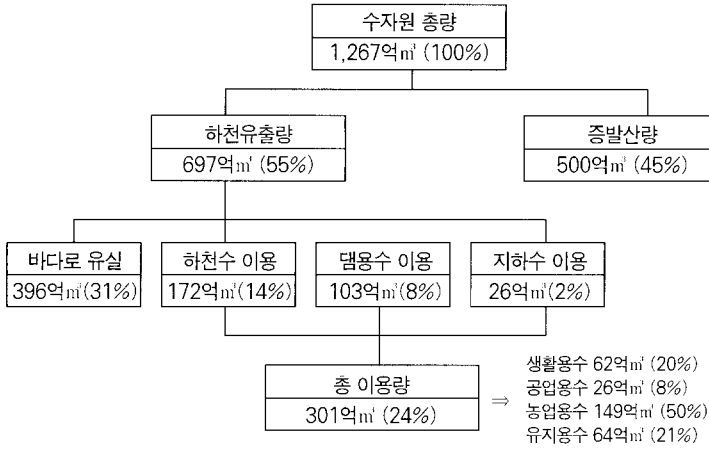 수자원 총량
1,267억㎥ (100%)
하천유출량
697억㎥ (55%)
증발산량
500억㎥ (45%)
바다로 유실
396억㎥(31%)
하천수 이용
172억㎥(14%)
댐용수 이용
103억㎥(8%)
지하수 이용
26억㎥(2%)
총 이용량
301억㎥ (24%)
⇒
생활용수 62억㎥ (20%)
공업용수 26억㎥ (8%)
농업용수 149억㎥ (50%)
유지용수 64억㎥ (21%)